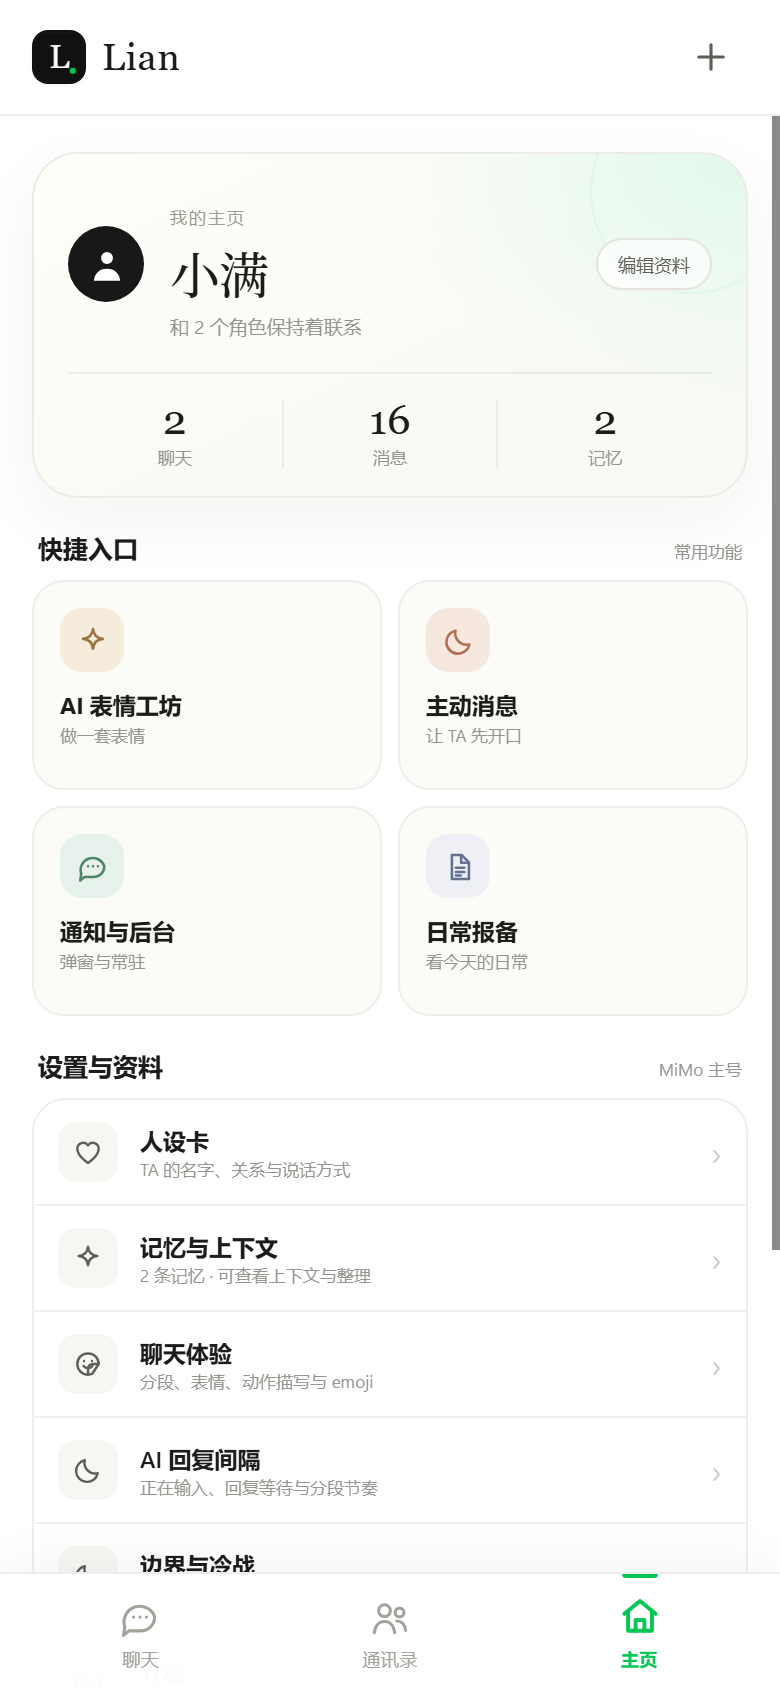 L.
Lian
我的主页
小满
和 2 个角色保持着联系
编辑资料
2
聊天
16
消息
2
记忆
快捷入口
常用功能
AI 表情工坊
做一套表情
主动消息
让 TA 先开口
通知与后台
弹窗与常驻
日常报备
看今天的日常
设置与资料
MiMo 主号
人设卡
TA 的名字、关系与说话方式
记忆与上下文
2 条记忆 · 可查看上下文与整理
聊天体验
分段、表情、动作描写与 emoji
AI 回复间隔
正在输入、回复等待与分段节奏
边界与冷战
聊天
通讯录
主页